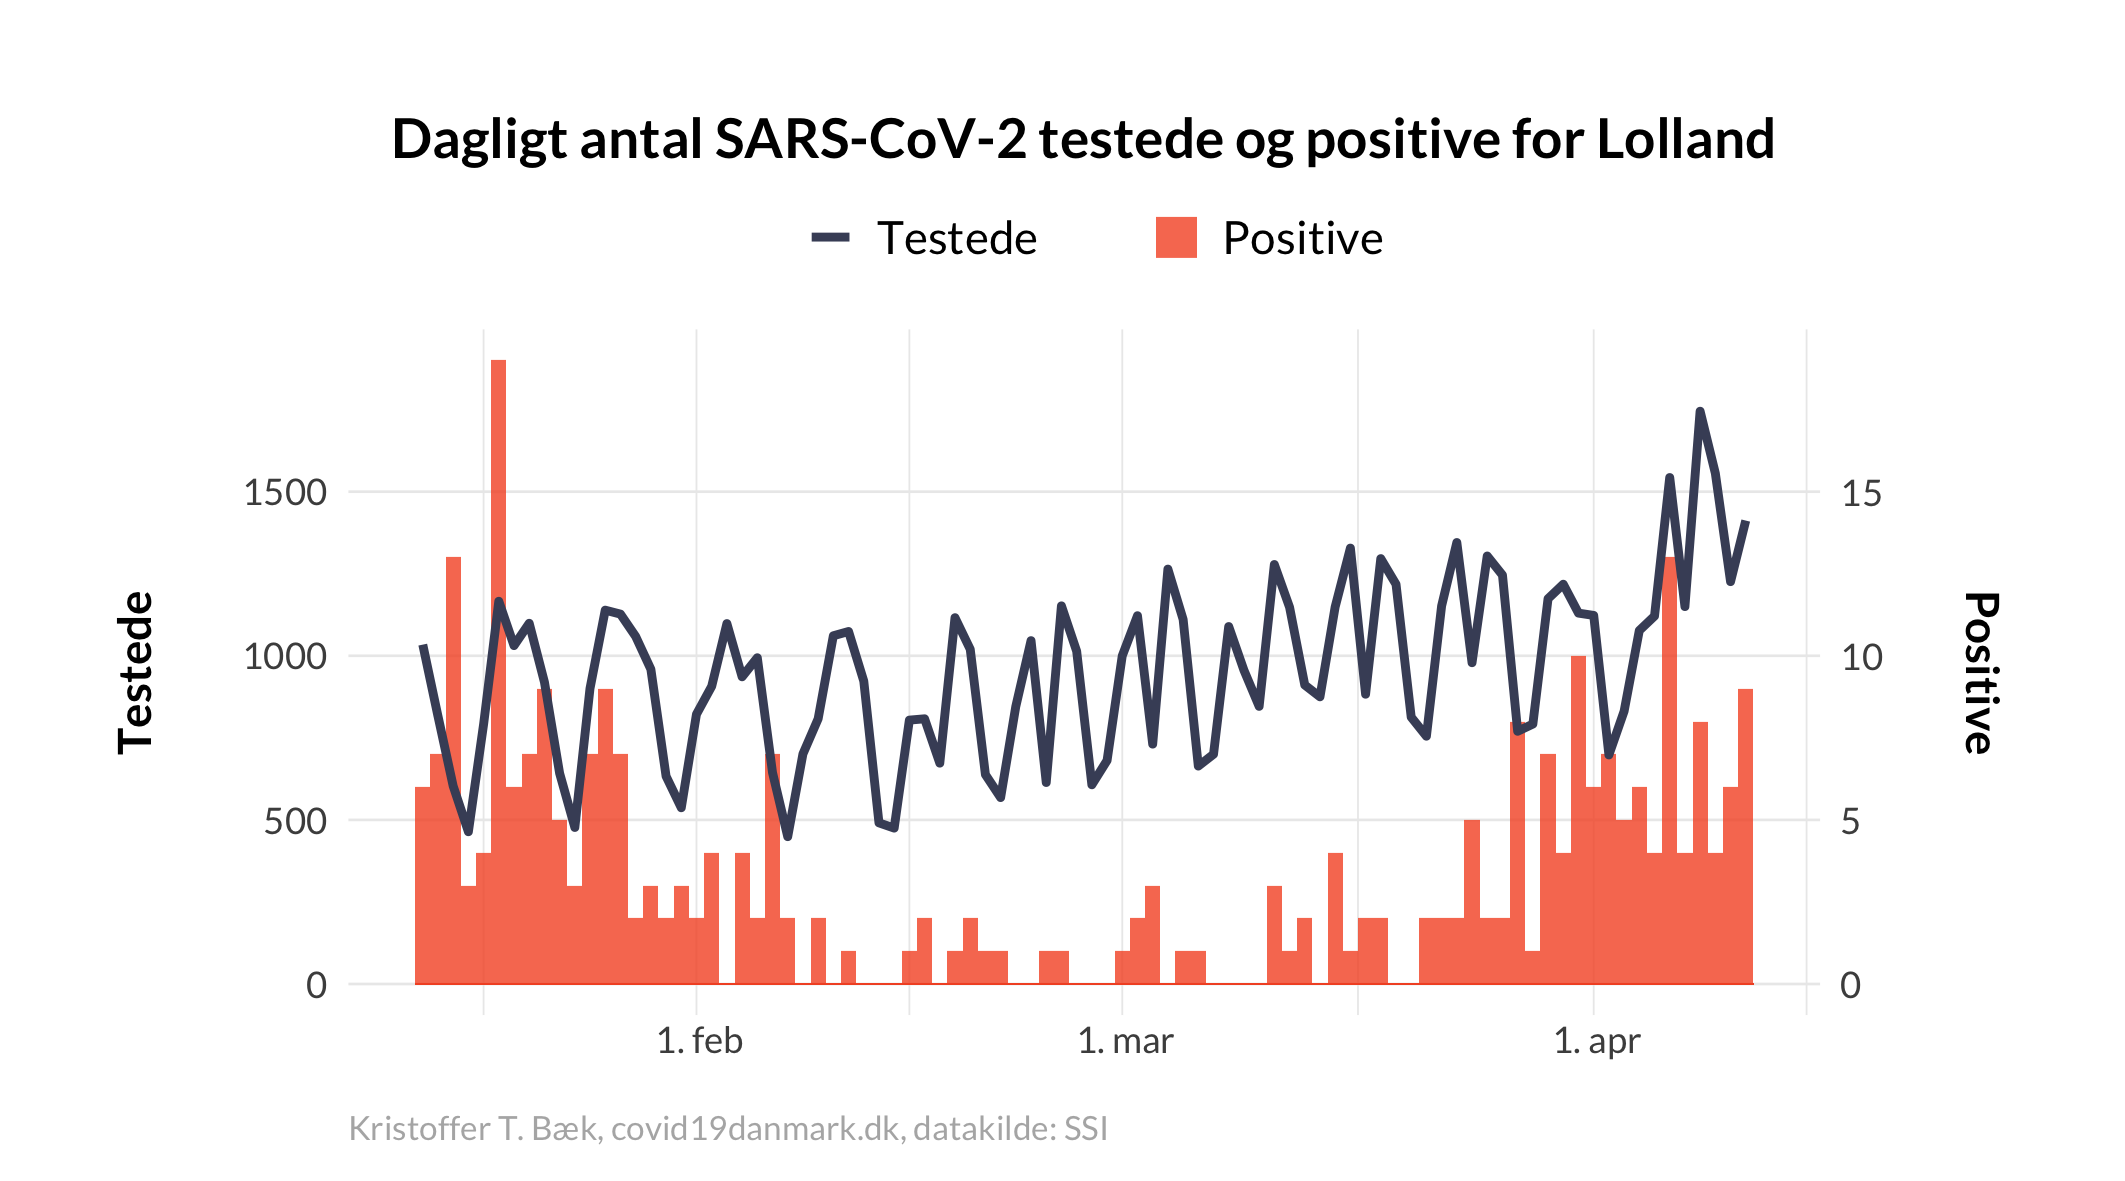 Dagligt antal SARS-CoV-2 testede og positive for Lolland
Testede Positive
1500 15
1000 10
500 5
0 0
Testede
Positive
1. feb 1. mar 1. apr
Kristoffer T. Bæk, covid19danmark.dk, datakilde: SSI